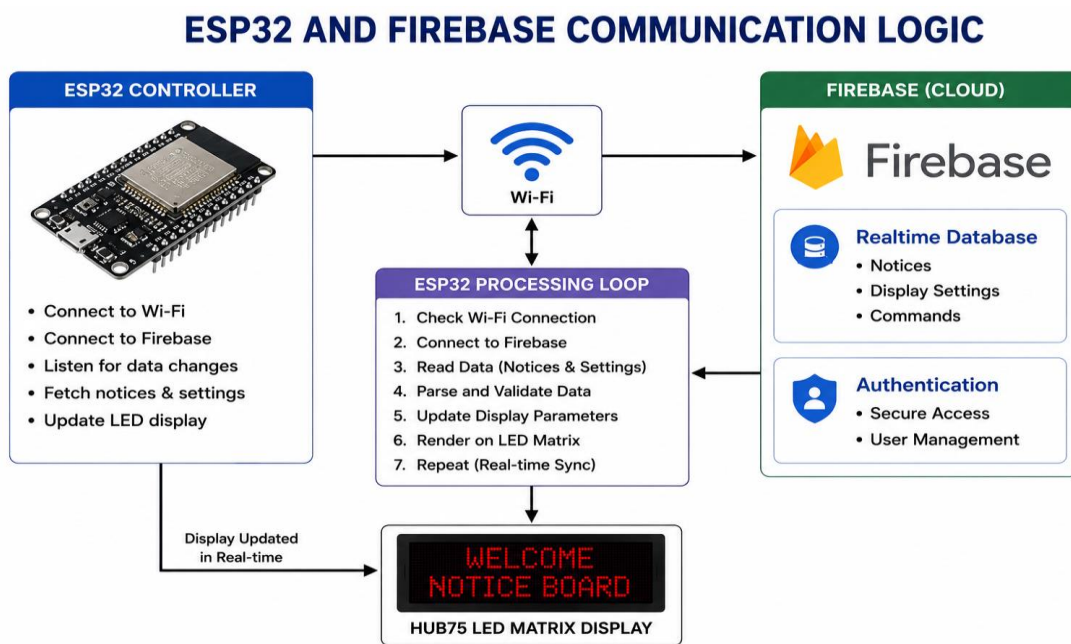 ESP32 AND FIREBASE COMMUNICATION LOGIC
ESP32 CONTROLLER
• Connect to Wi-Fi
• Connect to Firebase
• Listen for data changes
• Fetch notices & settings
• Update LED display
Wi-Fi
FIREBASE (CLOUD)
Firebase
Realtime Database
• Notices
• Display Settings
• Commands
Authentication
• Secure Access
• User Management
ESP32 PROCESSING LOOP
1. Check Wi-Fi Connection
2. Connect to Firebase
3. Read Data (Notices & Settings)
4. Parse and Validate Data
5. Update Display Parameters
6. Render on LED Matrix
7. Repeat (Real-time Sync)
Display Updated
in Real-time
WELCOME
NOTICE BOARD
HUB75 LED MATRIX DISPLAY